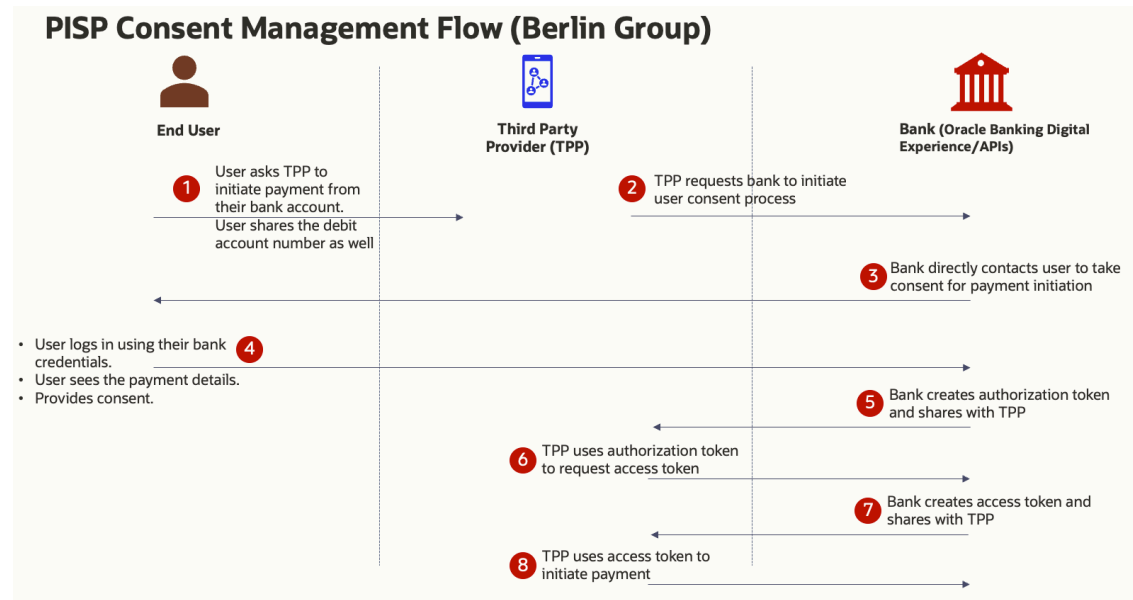 PISP Consent Management Flow (Berlin Group)
End User
Third Party
Provider (TPP)
Bank (Oracle Banking Digital
Experience/APIs)
1
User asks TPP to
initiate payment from
their bank account.
User shares the debit
account number as well
2
TPP requests bank to initiate
user consent process
3
Bank directly contacts user to take
consent for payment initiation
4
• User logs in using their bank
credentials.
• User sees the payment details.
• Provides consent.
5
Bank creates authorization token
and shares with TPP
6
TPP uses authorization token
to request access token
7
Bank creates access token and
shares with TPP
8
TPP uses access token to
initiate payment